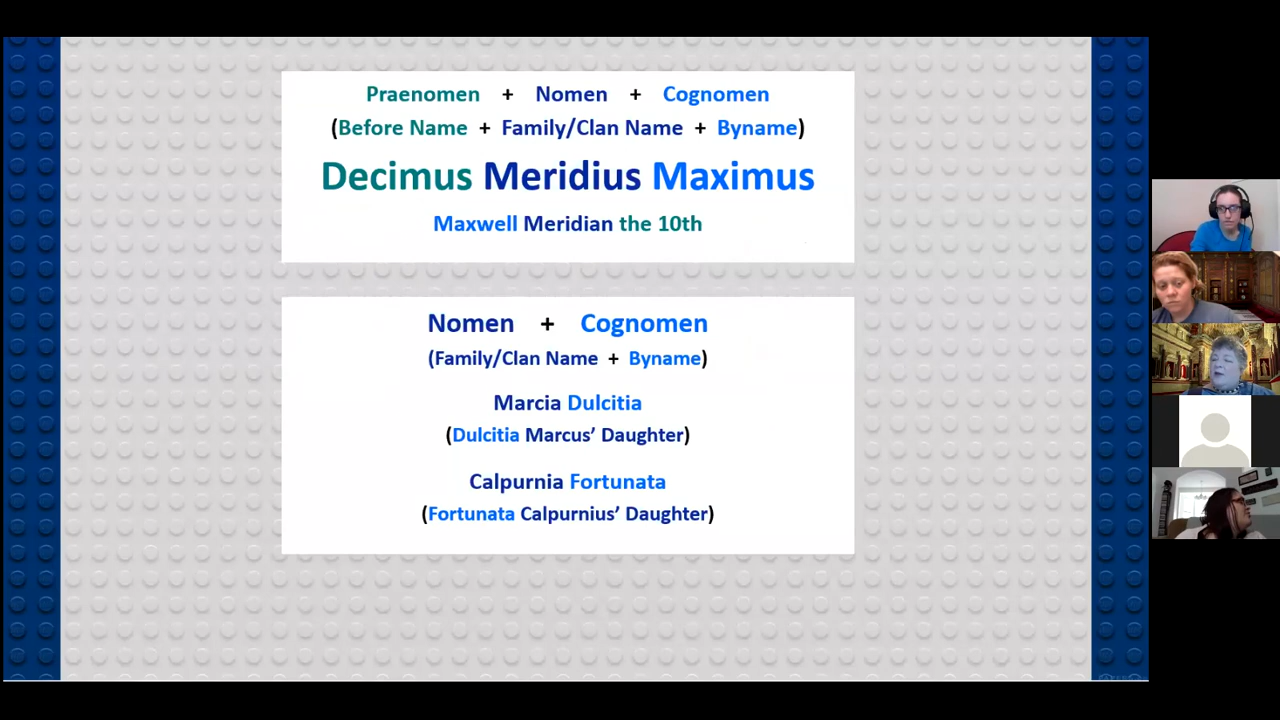 Praenomen + Nomen + Cognomen
(Before Name + Family/Clan Name + Byname)
Decimus Meridius Maximus
Maxwell Meridian the 10th
Nomen + Cognomen
(Family/Clan Name + Byname)
Marcia Dulcitia
(Dulcitia Marcus’ Daughter)
Calpurnia Fortunata
(Fortunata Calpurnius’ Daughter)